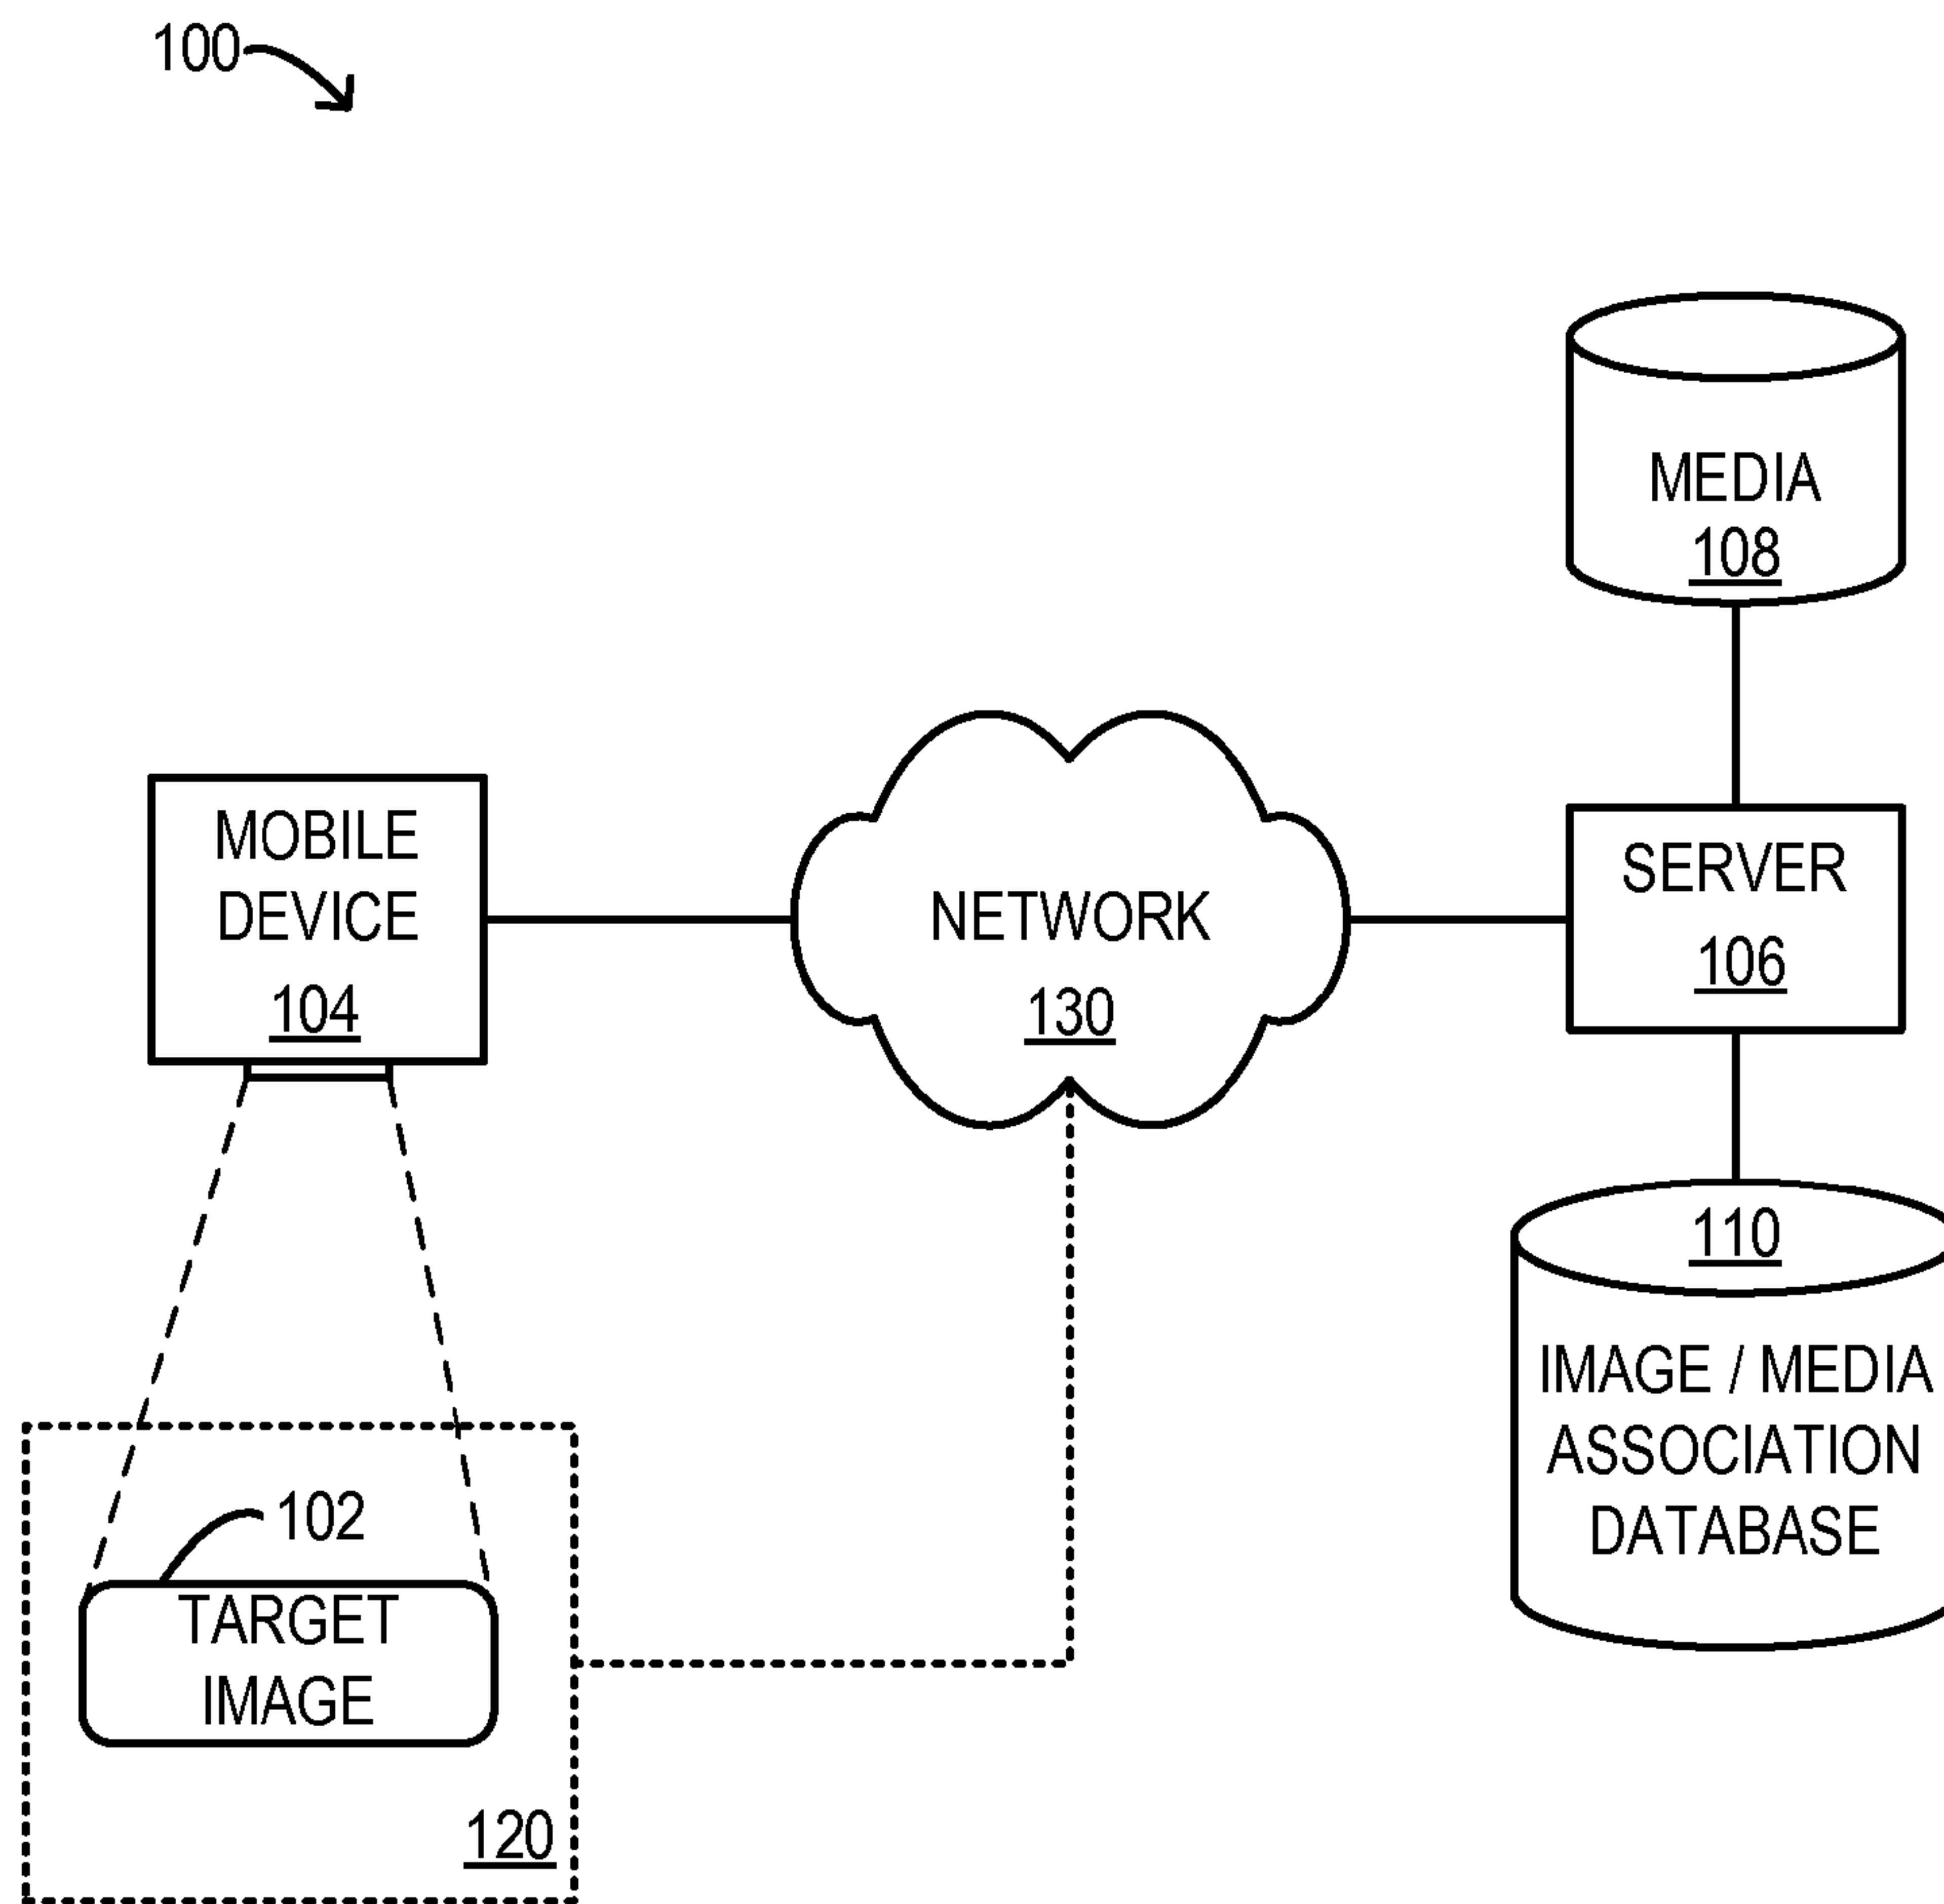 100
MEDIA
108
MOBILE
DEVICE
104
NETWORK
130
SERVER
106
110
IMAGE / MEDIA
ASSOCIATION
DATABASE
102
TARGET
IMAGE
120